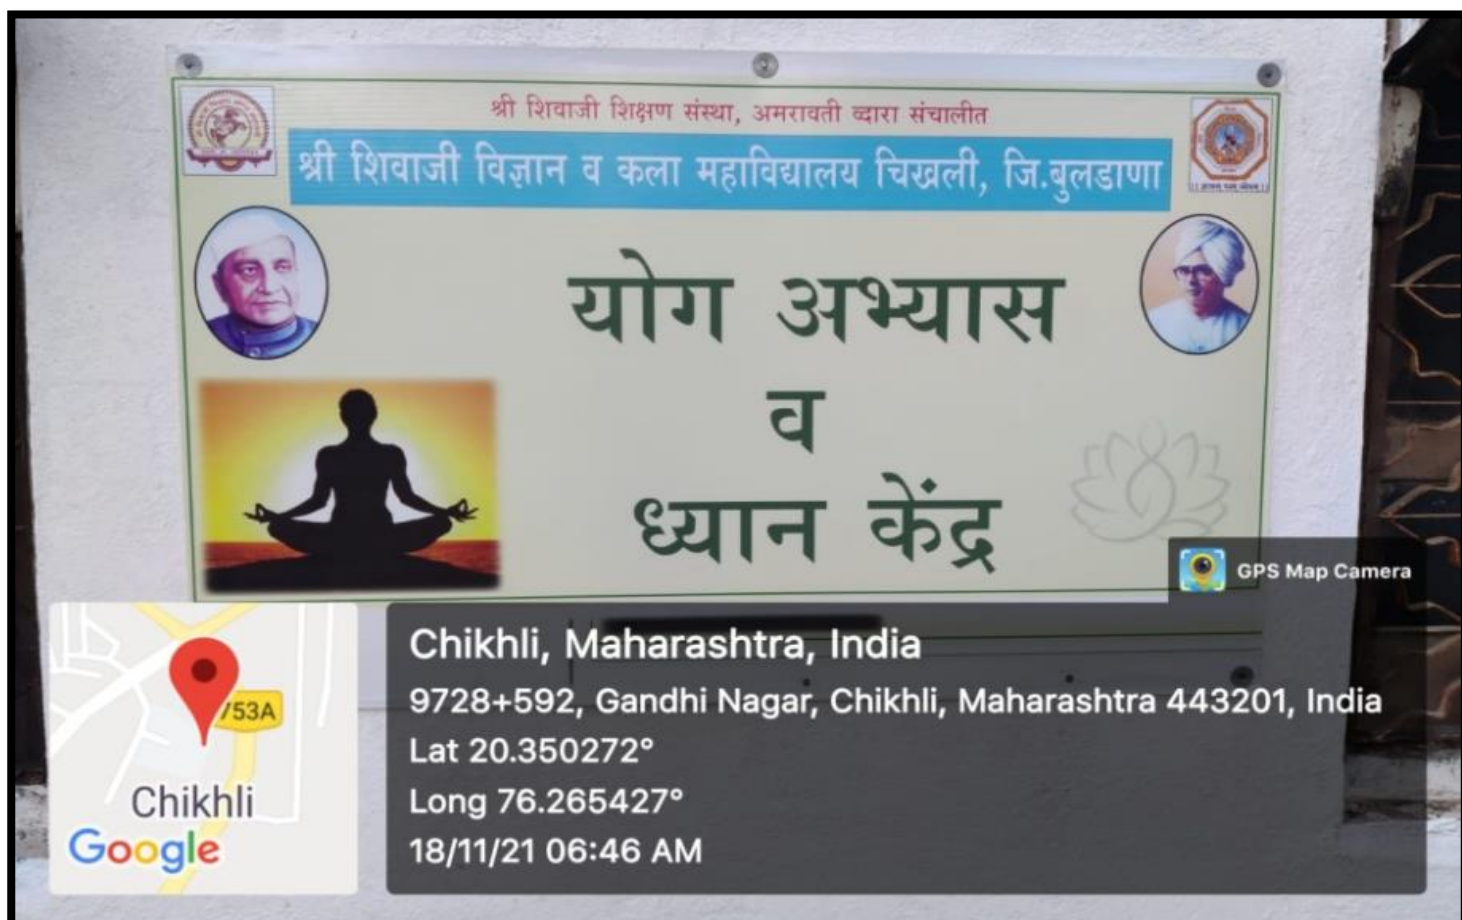 श्री शिवाजी शिक्षण संस्था, अमरावती व्दारा संचालीत
श्री शिवाजी विज्ञान व कला महाविद्यालय चिखली, जि.बुलडाणा
योग अभ्यास
व
ध्यान केंद्र
GPS Map Camera
Chikhli, Maharashtra, India
9728+592, Gandhi Nagar, Chikhli, Maharashtra 443201, India
Lat 20.350272°
Long 76.265427°
18/11/21 06:46 AM
753A
Chikhli
Google